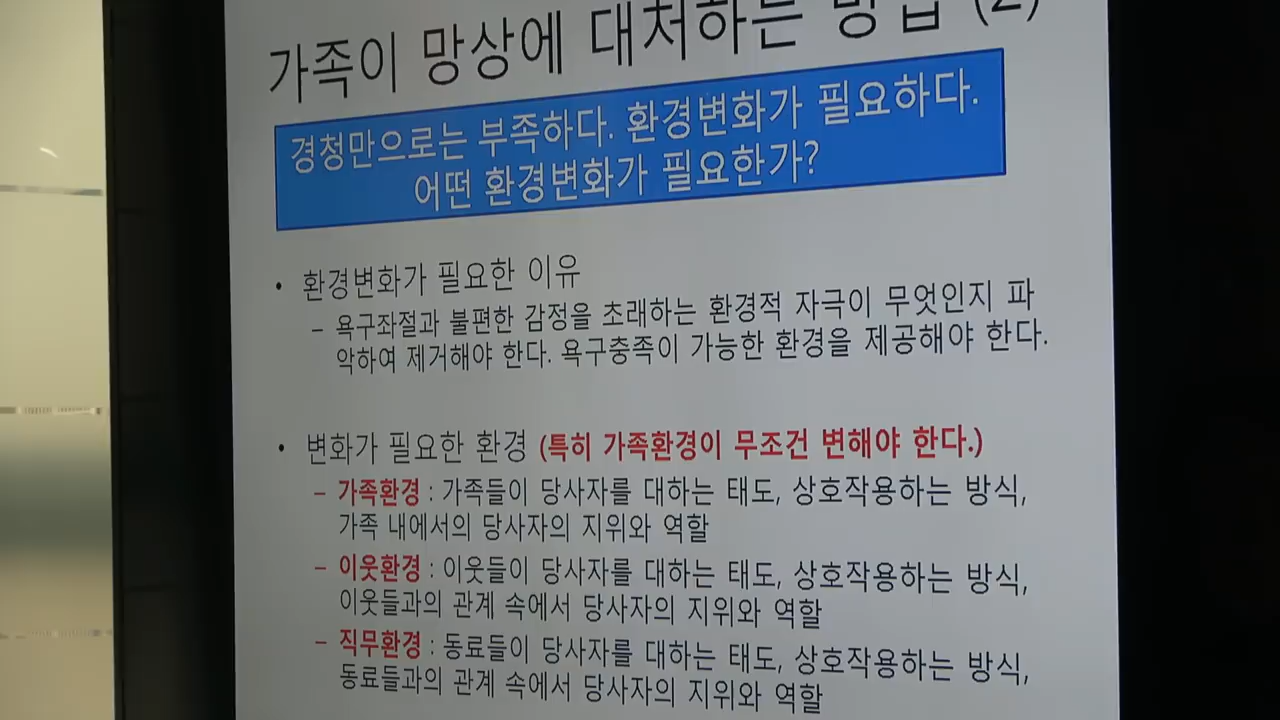 가족이 망상에 대처하는 방법 (2)
경청만으로는 부족하다. 환경변화가 필요하다.
어떤 환경변화가 필요한가?
• 환경변화가 필요한 이유
– 욕구좌절과 불편한 감정을 초래하는 환경적 자극이 무엇인지 파
악하여 제거해야 한다. 욕구충족이 가능한 환경을 제공해야 한다.
• 변화가 필요한 환경 (특히 가족환경이 무조건 변해야 한다.)
– 가족환경 : 가족들이 당사자를 대하는 태도, 상호작용하는 방식,
가족 내에서의 당사자의 지위와 역할
– 이웃환경 : 이웃들이 당사자를 대하는 태도, 상호작용하는 방식,
이웃들과의 관계 속에서 당사자의 지위와 역할
– 직무환경 : 동료들이 당사자를 대하는 태도, 상호작용하는 방식,
동료들과의 관계 속에서 당사자의 지위와 역할